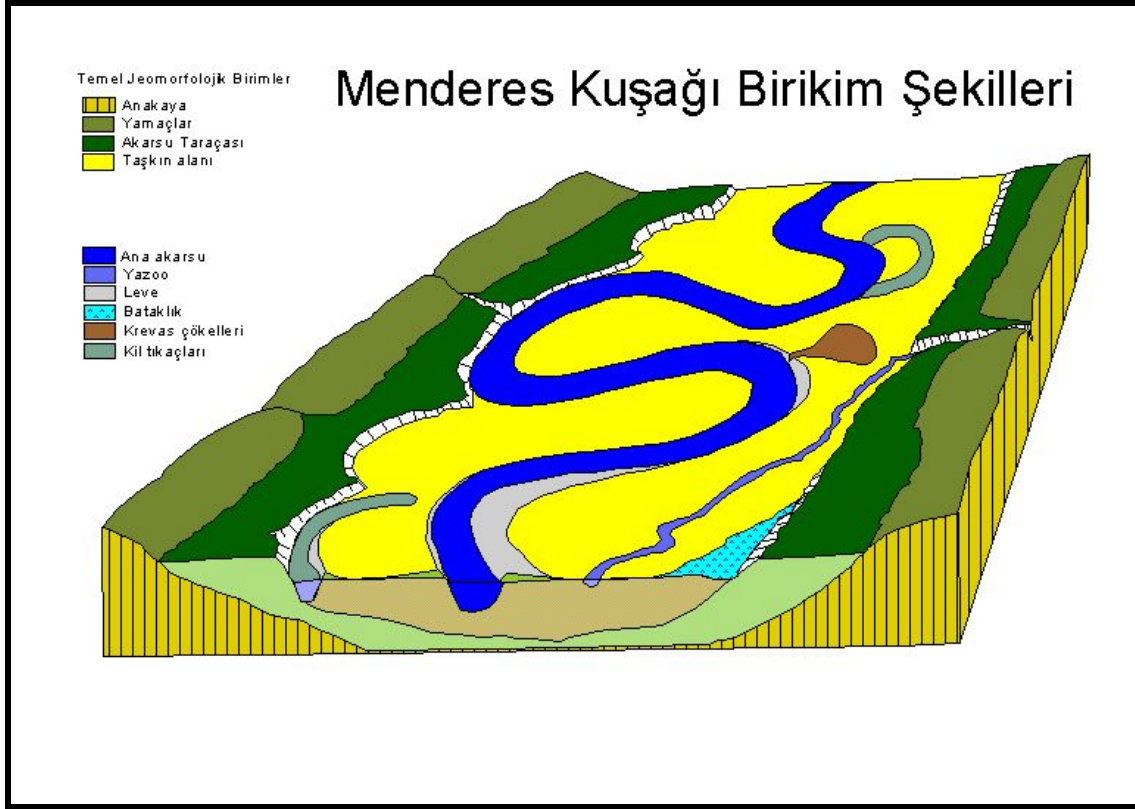 Menderes Kuşağı Birikim Şekilleri
Temel Jeomorfolojik Birimler
Anakaya
Yamaçlar
Akarsu Taraçası
Taşkın alanı
Ana akarsu
Yazoo
Leve
Bataklık
Krevas çökelleri
Kil tıkaçları